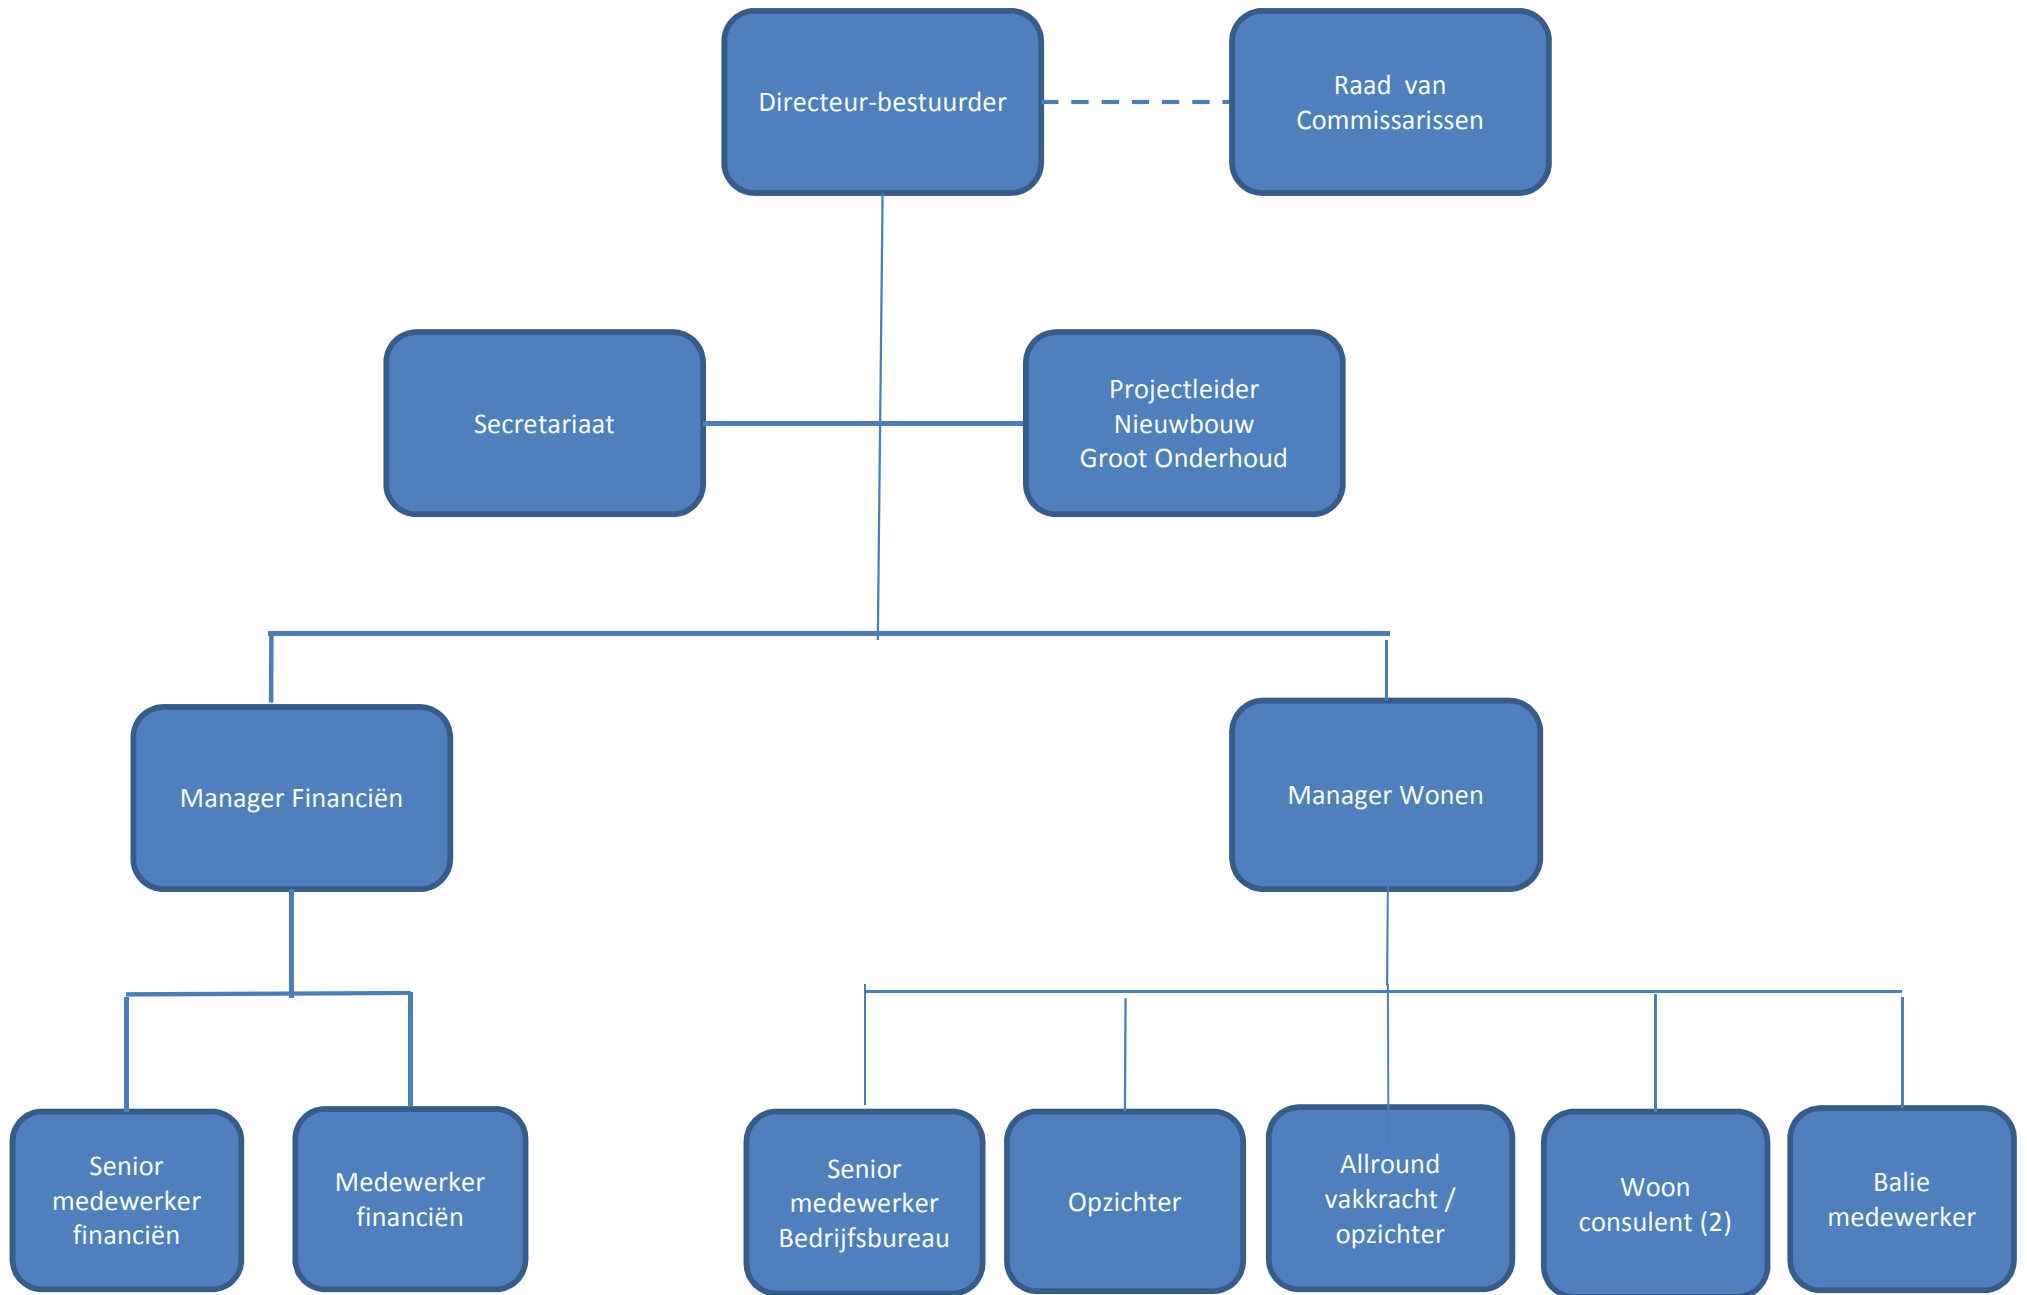 Directeur-bestuurder
Raad van
Commissarissen
Secretariaat
Projectleider
Nieuwbouw
Groot Onderhoud
Manager Financiën
Manager Wonen
Senior
medewerker
financiën
Medewerker
financiën
Senior
medewerker
Bedrijfsbureau
Opzichter
Allround
vakkracht /
opzichter
Woon
consulent (2)
Balie
medewerker